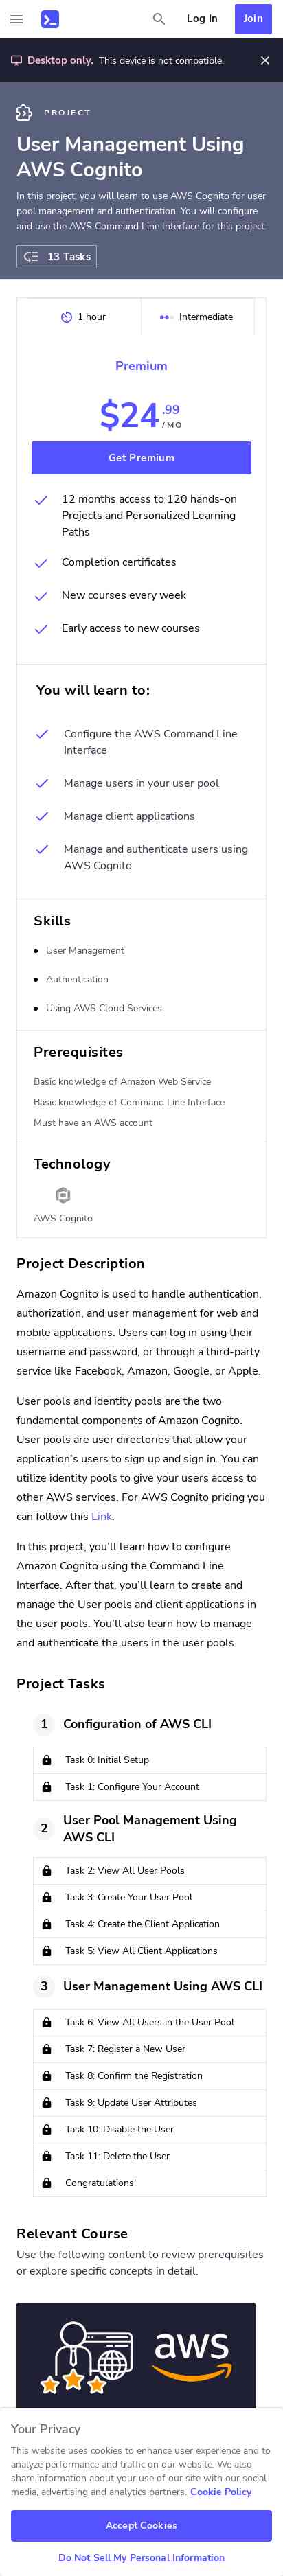 Log In
Join
Desktop only. This device is not compatible.
PROJECT
User Management Using
AWS Cognito
In this project, you will learn to use AWS Cognito for user
pool management and authentication. You will configure
and use the AWS Command Line Interface for this project.
13 Tasks
1 hour
Intermediate
Premium
$24.99
/ MO
Get Premium
12 months access to 120 hands-on
Projects and Personalized Learning
Paths
Completion certificates
New courses every week
Early access to new courses
You will learn to:
Configure the AWS Command Line
Interface
Manage users in your user pool
Manage client applications
Manage and authenticate users using
AWS Cognito
Skills
User Management
Authentication
Using AWS Cloud Services
Prerequisites
Basic knowledge of Amazon Web Service
Basic knowledge of Command Line Interface
Must have an AWS account
Technology
AWS Cognito
Project Description
Amazon Cognito is used to handle authentication,
authorization, and user management for web and
mobile applications. Users can log in using their
username and password, or through a third-party
service like Facebook, Amazon, Google, or Apple.
User pools and identity pools are the two
fundamental components of Amazon Cognito.
User pools are user directories that allow your
application’s users to sign up and sign in. You can
utilize identity pools to give your users access to
other AWS services. For AWS Cognito pricing you
can follow this Link.
In this project, you’ll learn how to configure
Amazon Cognito using the Command Line
Interface. After that, you’ll learn to create and
manage the User pools and client applications in
the user pools. You’ll also learn how to manage
and authenticate the users in the user pools.
Project Tasks
1 Configuration of AWS CLI
Task 0: Initial Setup
Task 1: Configure Your Account
2 User Pool Management Using
AWS CLI
Task 2: View All User Pools
Task 3: Create Your User Pool
Task 4: Create the Client Application
Task 5: View All Client Applications
3 User Management Using AWS CLI
Task 6: View All Users in the User Pool
Task 7: Register a New User
Task 8: Confirm the Registration
Task 9: Update User Attributes
Task 10: Disable the User
Task 11: Delete the User
Congratulations!
Relevant Course
Use the following content to review prerequisites
or explore specific concepts in detail.
aws
Your Privacy
This website uses cookies to enhance user experience and to
analyze performance and traffic on our website. We also
share information about your use of our site with our social
media, advertising and analytics partners. Cookie Policy
Accept Cookies
Do Not Sell My Personal Information